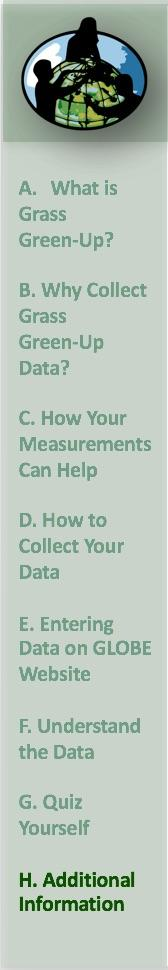 A. What is
Grass
Green-Up?
B. Why Collect
Grass
Green-Up
Data?
C. How Your
Measurements
Can Help
D. How to
Collect Your
Data
E. Entering
Data on GLOBE
Website
F. Understand
the Data
G. Quiz
Yourself
H. Additional
Information